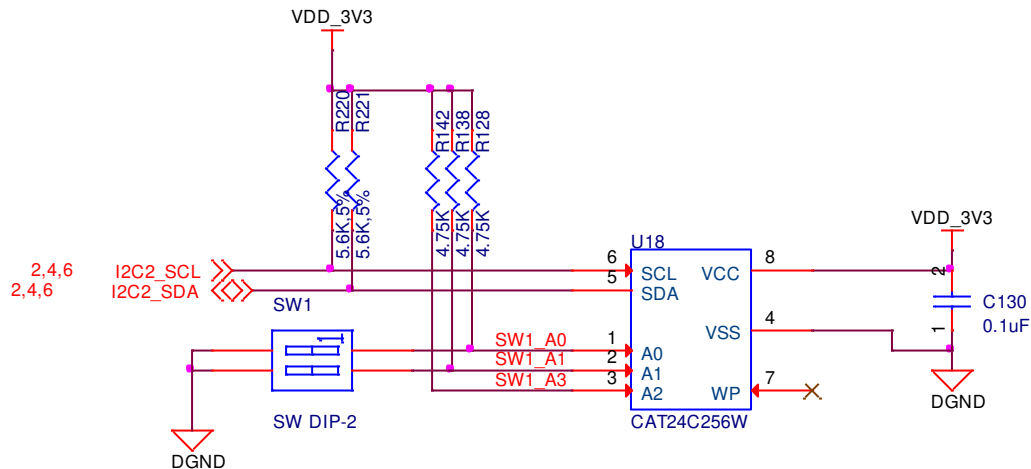 VDD_3V3
R220
R221
R142
R138
R128
5.6K,5%
5.6K,5%
4.75K
4.75K
4.75K
VDD_3V3
U18
2,4,6 I2C2_SCL 6 SCL VCC 8
2,4,6 I2C2_SDA 5 SDA
2
C130
0.1uF
1
SW1
4 VSS
1
SW1_A0 1 A0
SW1_A1 2 A1
SW1_A3 3 A2
WP 7
SW DIP-2
CAT24C256W
DGND
DGND